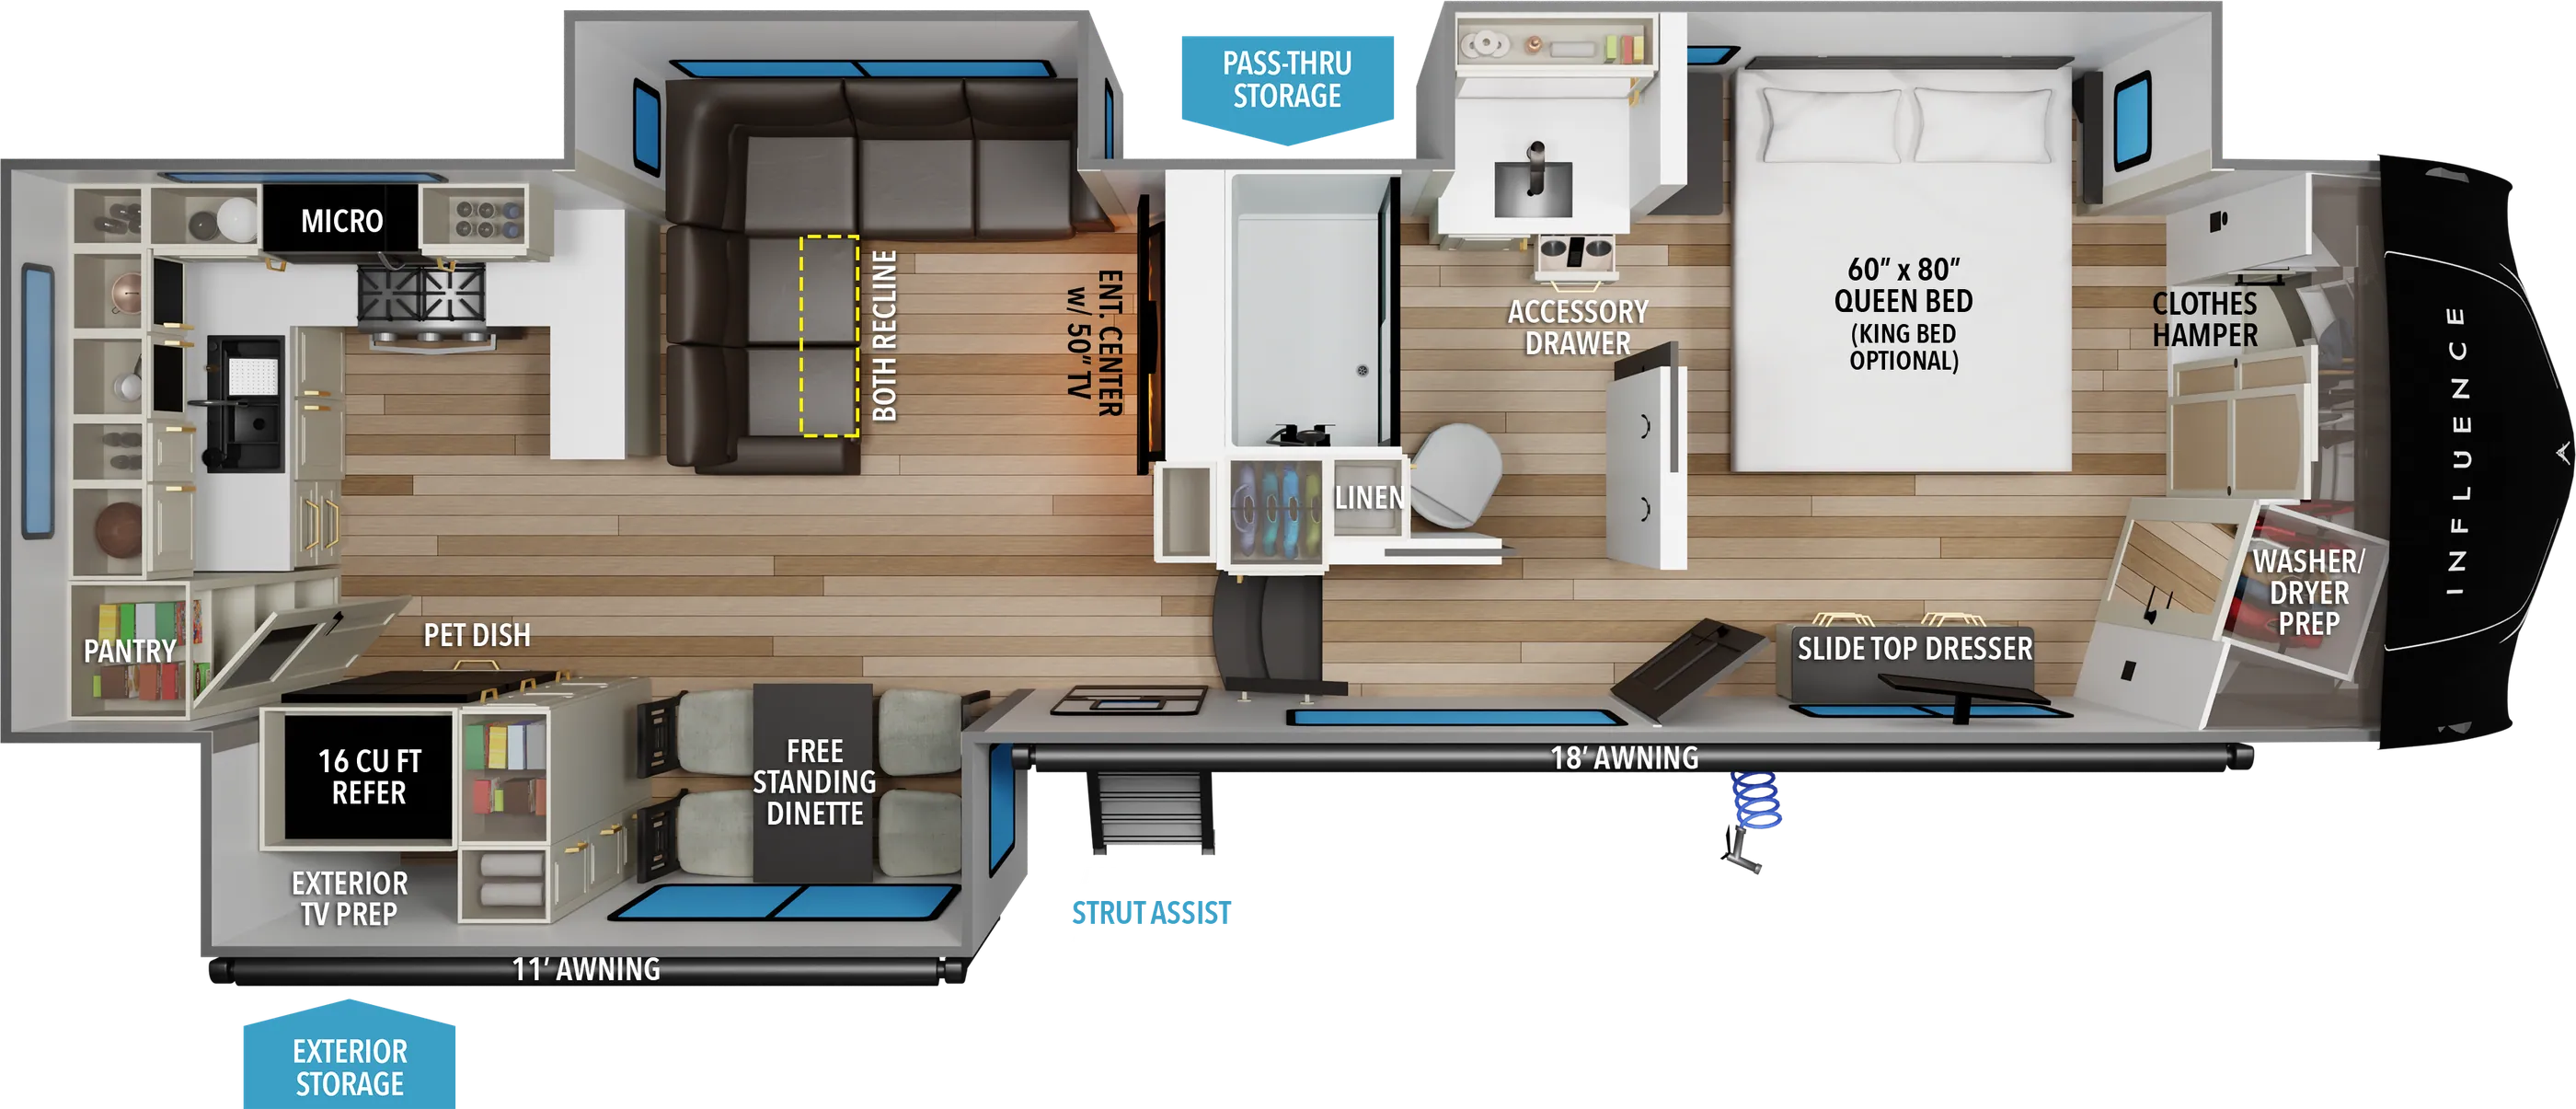 PASS-THRU
STORAGE
MICRO
BOTH RECLINE
ENT. CENTER
w/ 50" TV
ACCESSORY
DRAWER
60" x 80"
QUEEN BED
(KING BED
OPTIONAL)
CLOTHES
HAMPER
INFLUENCE
LINEN
WASHER/
DRYER
PREP
PANTRY
PET DISH
SLIDE TOP DRESSER
16 CU FT
REFER
FREE
STANDING
DINETTE
18' AWNING
EXTERIOR
TV PREP
STRUT ASSIST
11' AWNING
EXTERIOR
STORAGE